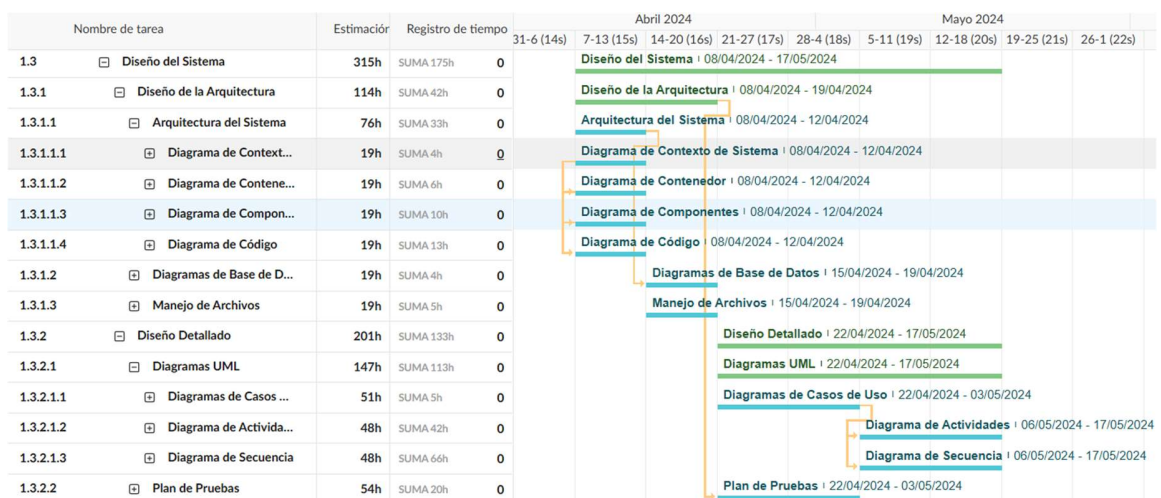 Nombre de tarea Estimación Registro de tiempo Abril 2024 Mayo 2024
31-6 (14s) 7-13 (15s) 14-20 (16s) 21-27 (17s) 28-4 (18s) 5-11 (19s) 12-18 (20s) 19-25 (21s) 26-1 (22s)
1.3 Diseño del Sistema 315h SUMA 175h 0 Diseño del Sistema 08/04/2024 - 17/05/2024
1.3.1 Diseño de la Arquitectura 114h SUMA 42h 0 Diseño de la Arquitectura 08/04/2024 - 19/04/2024
1.3.1.1 Arquitectura del Sistema 76h SUMA 33h 0 Arquitectura del Sistema 08/04/2024 - 12/04/2024
1.3.1.1.1 Diagrama de Context... 19h SUMA 4h 0 Diagrama de Contexto de Sistema 08/04/2024 - 12/04/2024
1.3.1.1.2 Diagrama de Contene... 19h SUMA 6h 0 Diagrama de Contenedor 08/04/2024 - 12/04/2024
1.3.1.1.3 Diagrama de Compon... 19h SUMA 10h 0 Diagrama de Componentes 08/04/2024 - 12/04/2024
1.3.1.1.4 Diagrama de Código 19h SUMA 13h 0 Diagrama de Código 08/04/2024 - 12/04/2024
1.3.1.2 Diagramas de Base de D... 19h SUMA 4h 0 Diagramas de Base de Datos 15/04/2024 - 19/04/2024
1.3.1.3 Manejo de Archivos 19h SUMA 5h 0 Manejo de Archivos 15/04/2024 - 19/04/2024
1.3.2 Diseño Detallado 201h SUMA 133h 0 Diseño Detallado 22/04/2024 - 17/05/2024
1.3.2.1 Diagramas UML 147h SUMA 113h 0 Diagramas UML 22/04/2024 - 17/05/2024
1.3.2.1.1 Diagramas de Casos ... 51h SUMA 5h 0 Diagramas de Casos de Uso 22/04/2024 - 03/05/2024
1.3.2.1.2 Diagrama de Activida... 48h SUMA 42h 0 Diagrama de Actividades 06/05/2024 - 17/05/2024
1.3.2.1.3 Diagrama de Secuencia 48h SUMA 66h 0 Diagrama de Secuencia 06/05/2024 - 17/05/2024
1.3.2.2 Plan de Pruebas 54h SUMA 20h 0 Plan de Pruebas 22/04/2024 - 03/05/2024